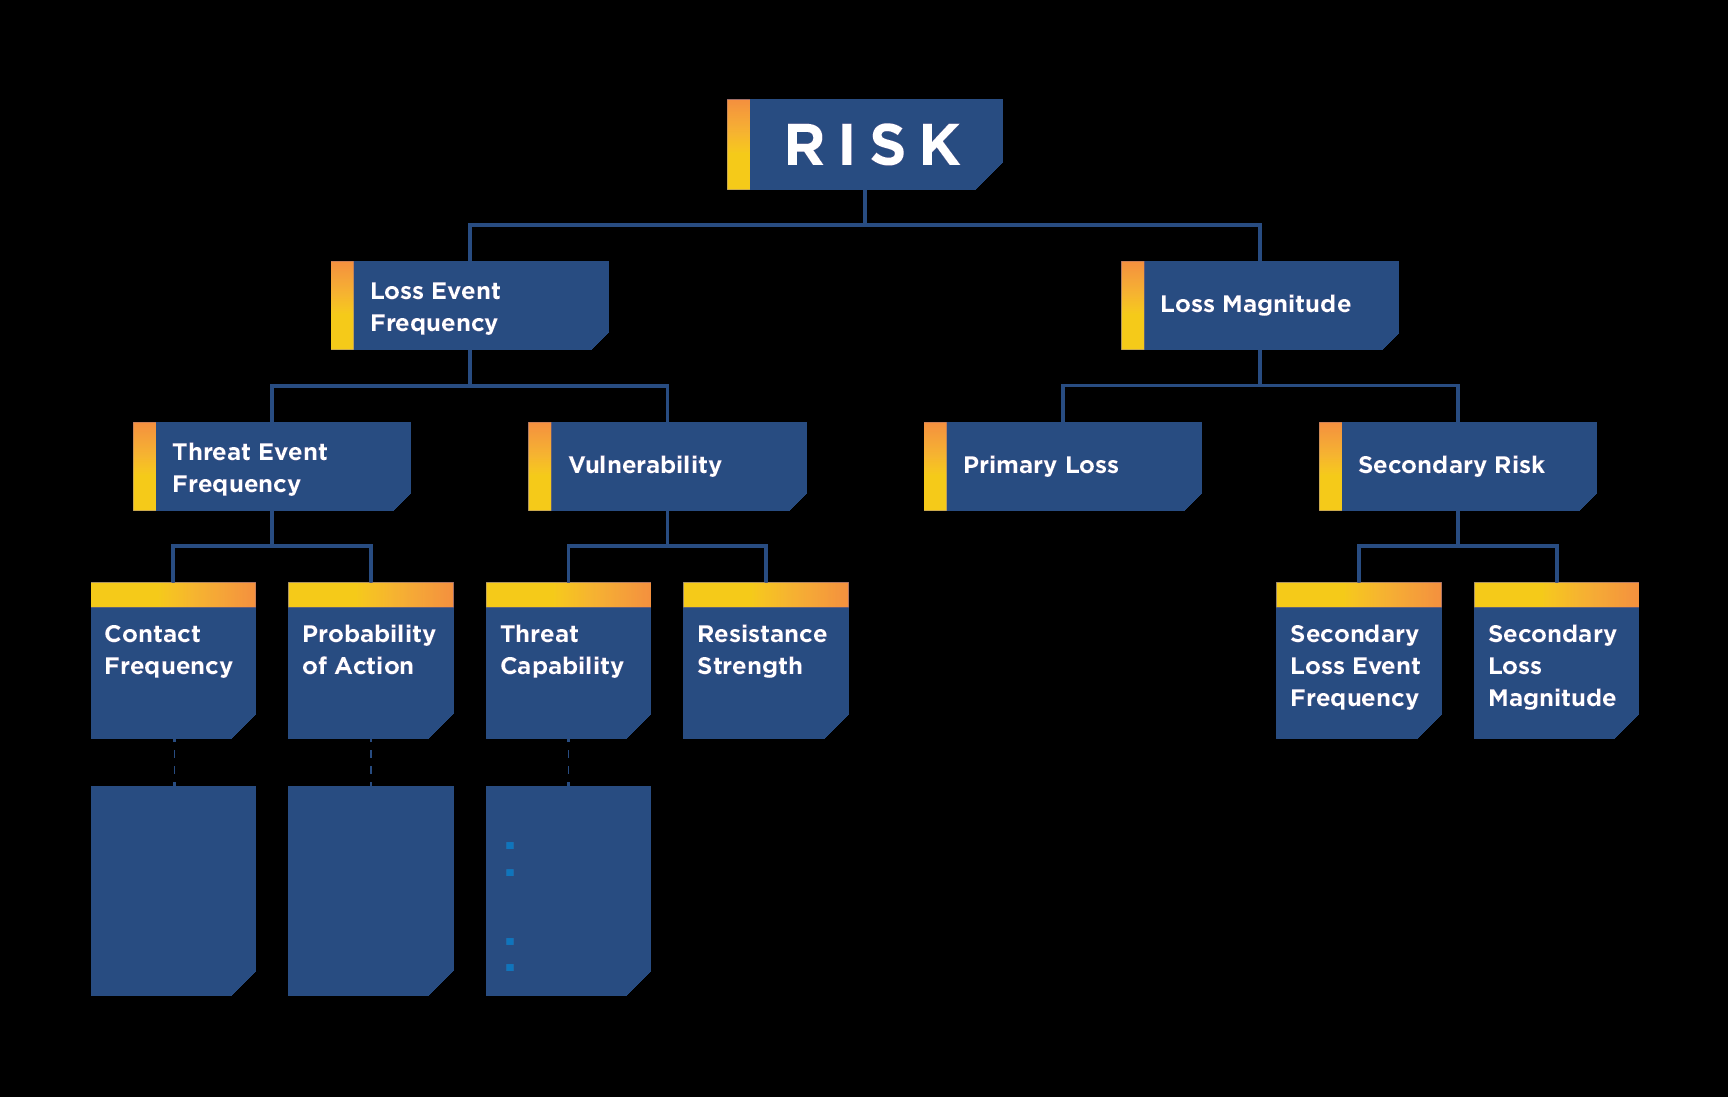 RISK
Loss Event
Frequency
Loss Magnitude
Threat Event
Frequency
Vulnerability
Primary Loss
Secondary Risk
Contact
Frequency
Probability
of Action
Threat
Capability
Resistance
Strength
Secondary
Loss Event
Frequency
Secondary
Loss
Magnitude